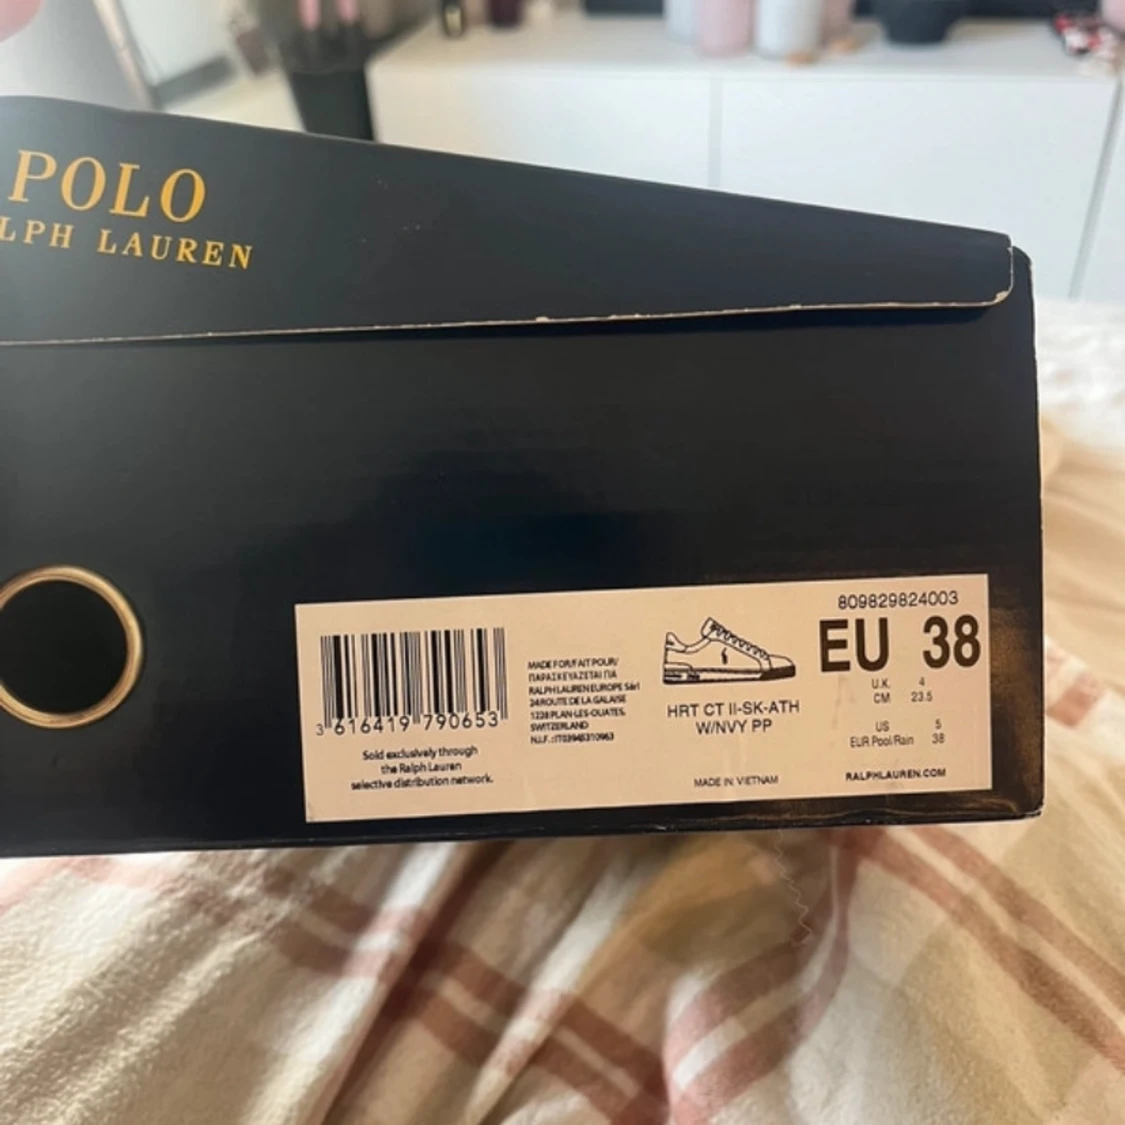 POLO
LPH LAUREN
809829824003
EU 38
U.K. 4
CM 23.5
US 5
EUR Pool/Rain 38
RALPHLAUREN.COM
HRT CT II-SK-ATH
W/NVY PP
MADE IN VIETNAM
MADE FOR/FAIT POUR/
ΠΑΡΑΣΚΕΥΑΖΕΤΑΙ ΓΙΑ
RALPH LAUREN EUROPE Sàrl
24 ROUTE DE LA GALAISE
1228 PLAN-LES-OUATES,
SWITZERLAND
N.I.F. :
3 616419 790653
Sold exclusively through
the Ralph Lauren
selective distribution network.